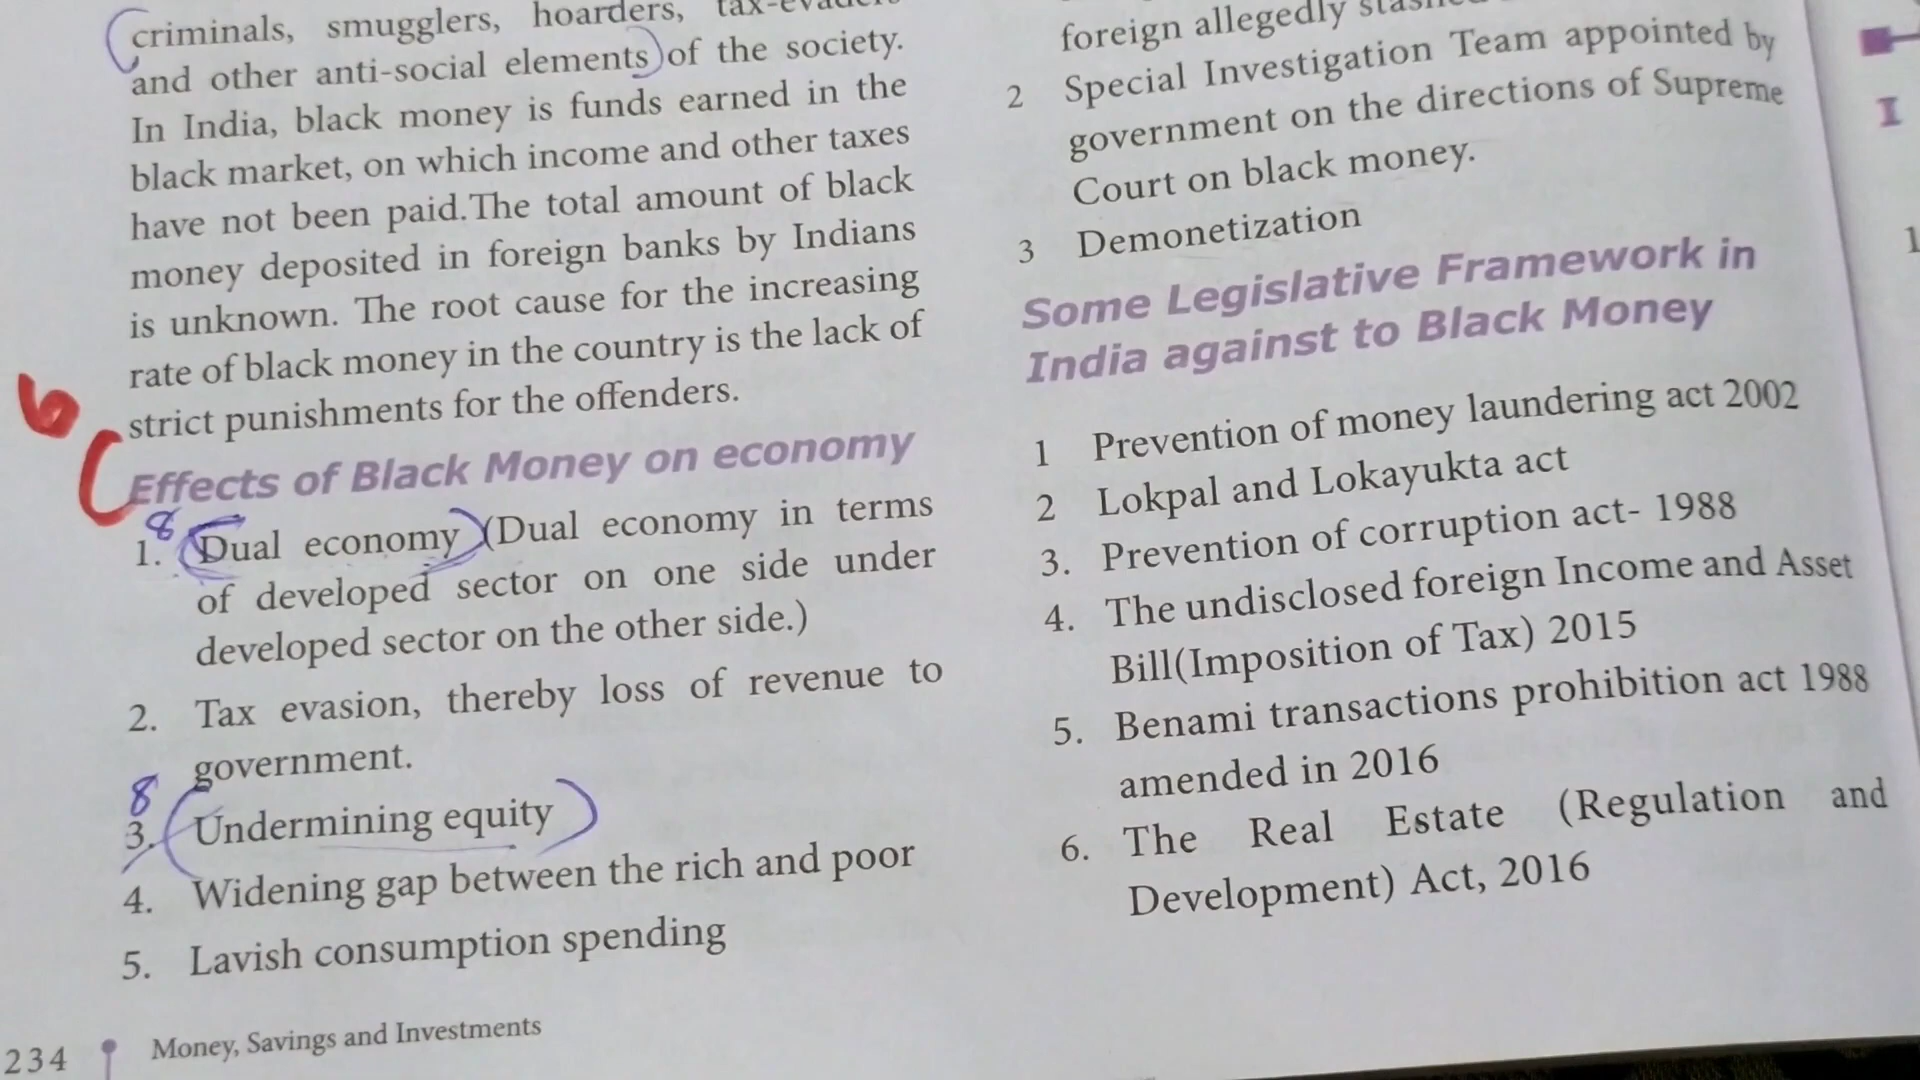 criminals, smugglers, hoarders,
and other anti-social elements of the society.
In India, black money is funds earned in the
black market, on which income and other taxes
have not been paid.The total amount of black
money deposited in foreign banks by Indians
is unknown. The root cause for the increasing
rate of black money in the country is the lack of
strict punishments for the offenders.
6
Effects of Black Money on economy
8
1. Dual economy (Dual economy in terms
of developed sector on one side under
developed sector on the other side.)
2. Tax evasion, thereby loss of revenue to
government.
8
3. Undermining equity
4. Widening gap between the rich and poor
5. Lavish consumption spending
234 Money, Savings and Investments
foreign allegedly
2 Special Investigation Team appointed by
government on the directions of Supreme
Court on black money.
3 Demonetization
Some Legislative Framework in
India against to Black Money
1 Prevention of money laundering act 2002
2 Lokpal and Lokayukta act
3. Prevention of corruption act- 1988
4. The undisclosed foreign Income and Asset
Bill(Imposition of Tax) 2015
5. Benami transactions prohibition act 1988
amended in 2016
6. The Real Estate (Regulation and
Development) Act, 2016
I
1